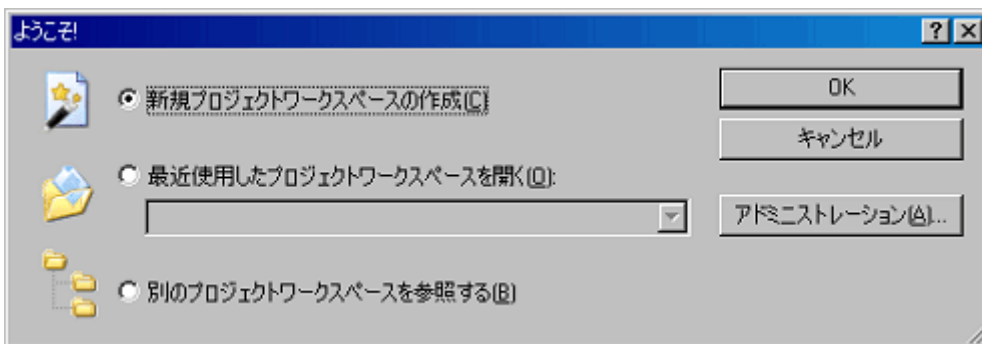 ようこそ!
新規プロジェクトワークスペースの作成(C)
最近使用したプロジェクトワークスペースを開く(O):
別のプロジェクトワークスペースを参照する(B)
OK
キャンセル
アドミニストレーション(A)...